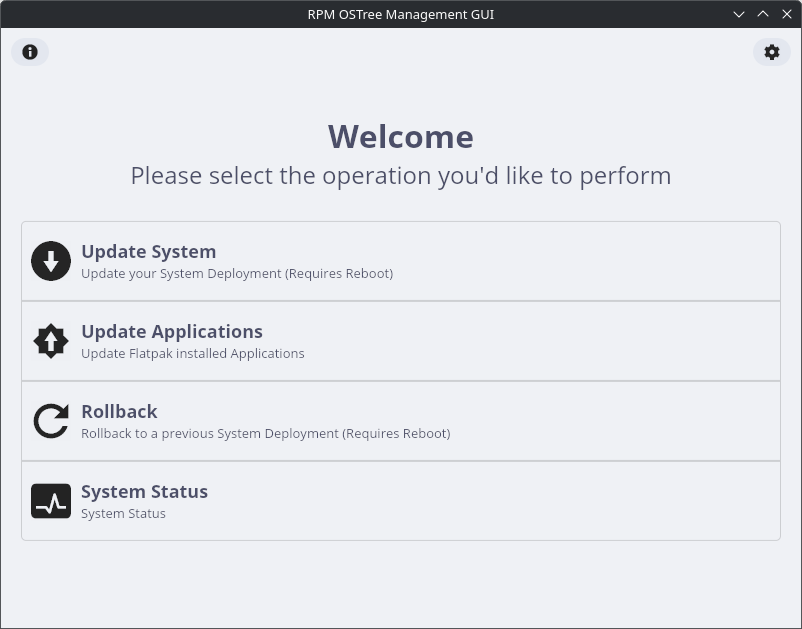 RPM OSTree Management GUI
Welcome
Please select the operation you'd like to perform
Update System
Update your System Deployment (Requires Reboot)
Update Applications
Update Flatpak installed Applications
Rollback
Rollback to a previous System Deployment (Requires Reboot)
System Status
System Status